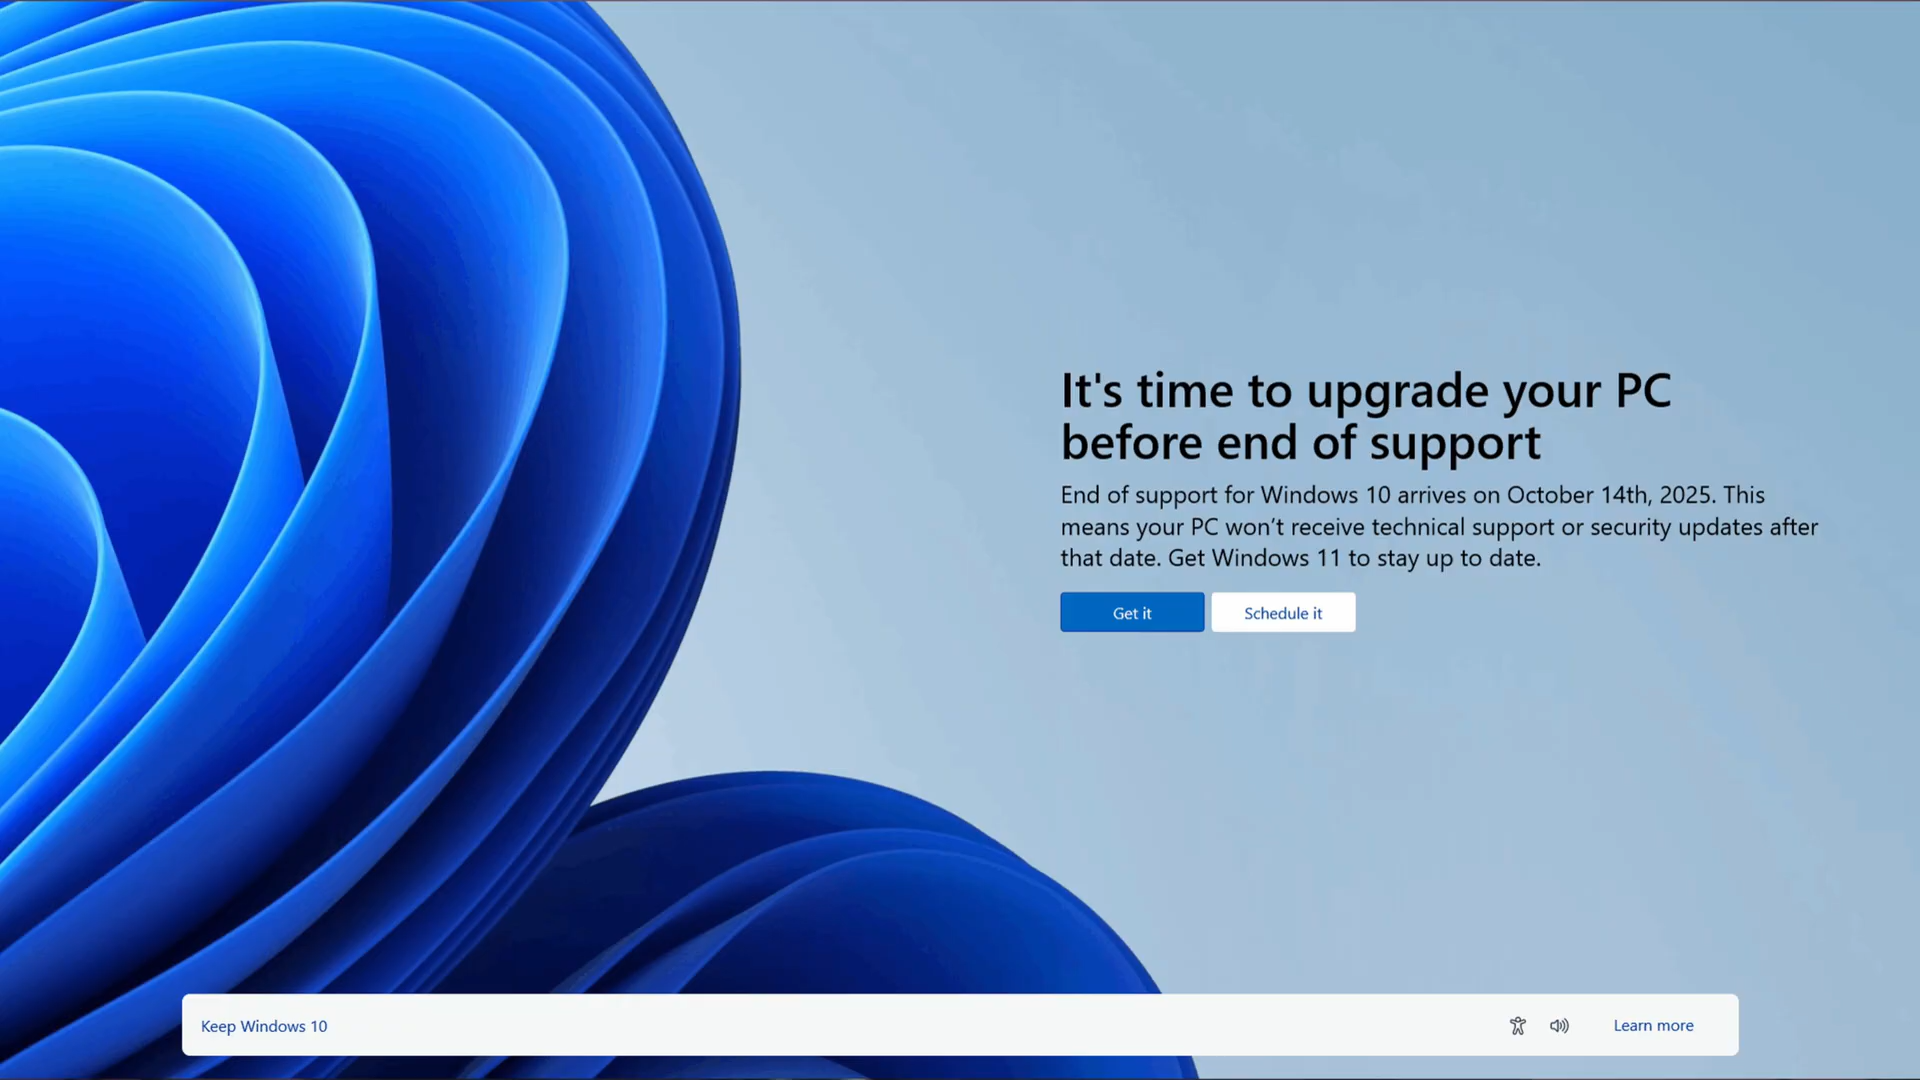 It's time to upgrade your PC
before end of support
End of support for Windows 10 arrives on October 14th, 2025. This
means your PC won’t receive technical support or security updates after
that date. Get Windows 11 to stay up to date.
Get it
Schedule it
Keep Windows 10
Learn more